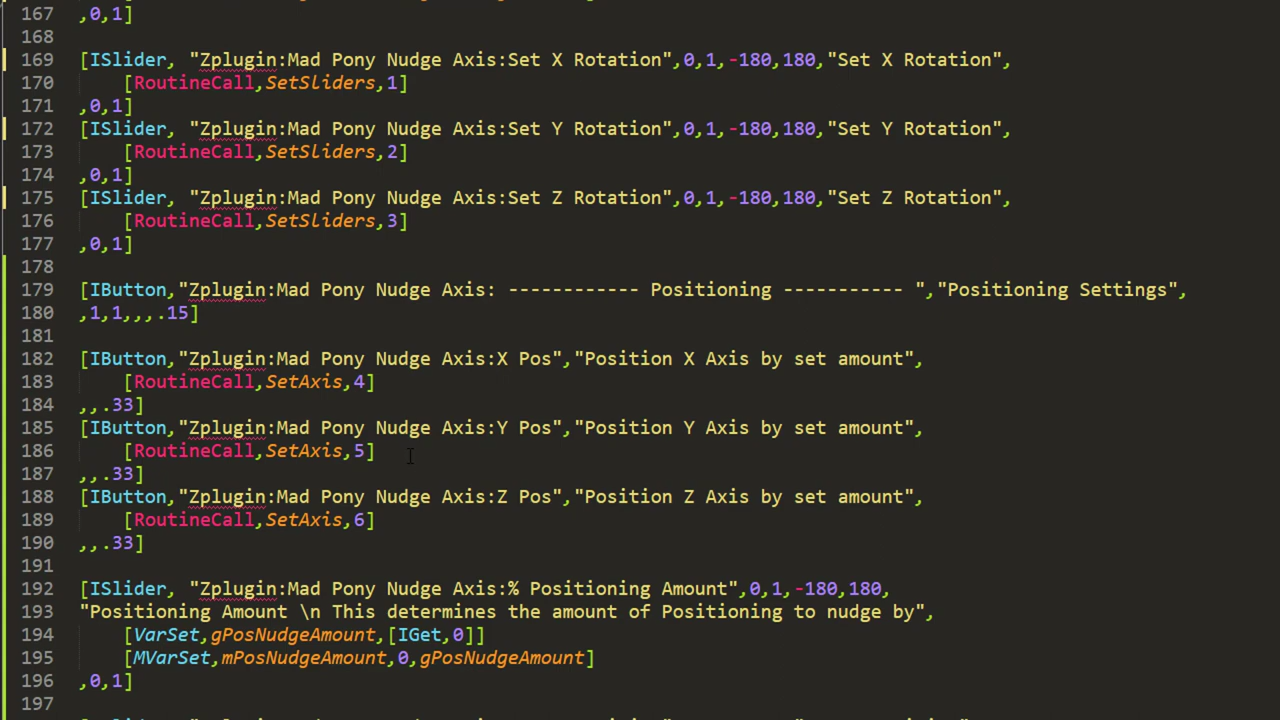 167 ,0,1]
168
169 [ISlider, "Zplugin:Mad Pony Nudge Axis:Set X Rotation",0,1,-180,180,"Set X Rotation",
170 [RoutineCall,SetSliders,1]
171 ,0,1]
172 [ISlider, "Zplugin:Mad Pony Nudge Axis:Set Y Rotation",0,1,-180,180,"Set Y Rotation",
173 [RoutineCall,SetSliders,2]
174 ,0,1]
175 [ISlider, "Zplugin:Mad Pony Nudge Axis:Set Z Rotation",0,1,-180,180,"Set Z Rotation",
176 [RoutineCall,SetSliders,3]
177 ,0,1]
178
179 [IButton,"Zplugin:Mad Pony Nudge Axis: ------------ Positioning ----------- ","Positioning Settings",
180 ,1,1,,,.15]
181
182 [IButton,"Zplugin:Mad Pony Nudge Axis:X Pos","Position X Axis by set amount",
183 [RoutineCall,SetAxis,4]
184 ,,.33]
185 [IButton,"Zplugin:Mad Pony Nudge Axis:Y Pos","Position Y Axis by set amount",
186 [RoutineCall,SetAxis,5]
187 ,,.33]
188 [IButton,"Zplugin:Mad Pony Nudge Axis:Z Pos","Position Z Axis by set amount",
189 [RoutineCall,SetAxis,6]
190 ,,.33]
191
192 [ISlider, "Zplugin:Mad Pony Nudge Axis:% Positioning Amount",0,1,-180,180,
193 "Positioning Amount \n This determines the amount of Positioning to nudge by",
194 [VarSet,gPosNudgeAmount,[IGet,0]]
195 [MVarSet,mPosNudgeAmount,0,gPosNudgeAmount]
196 ,0,1]
197